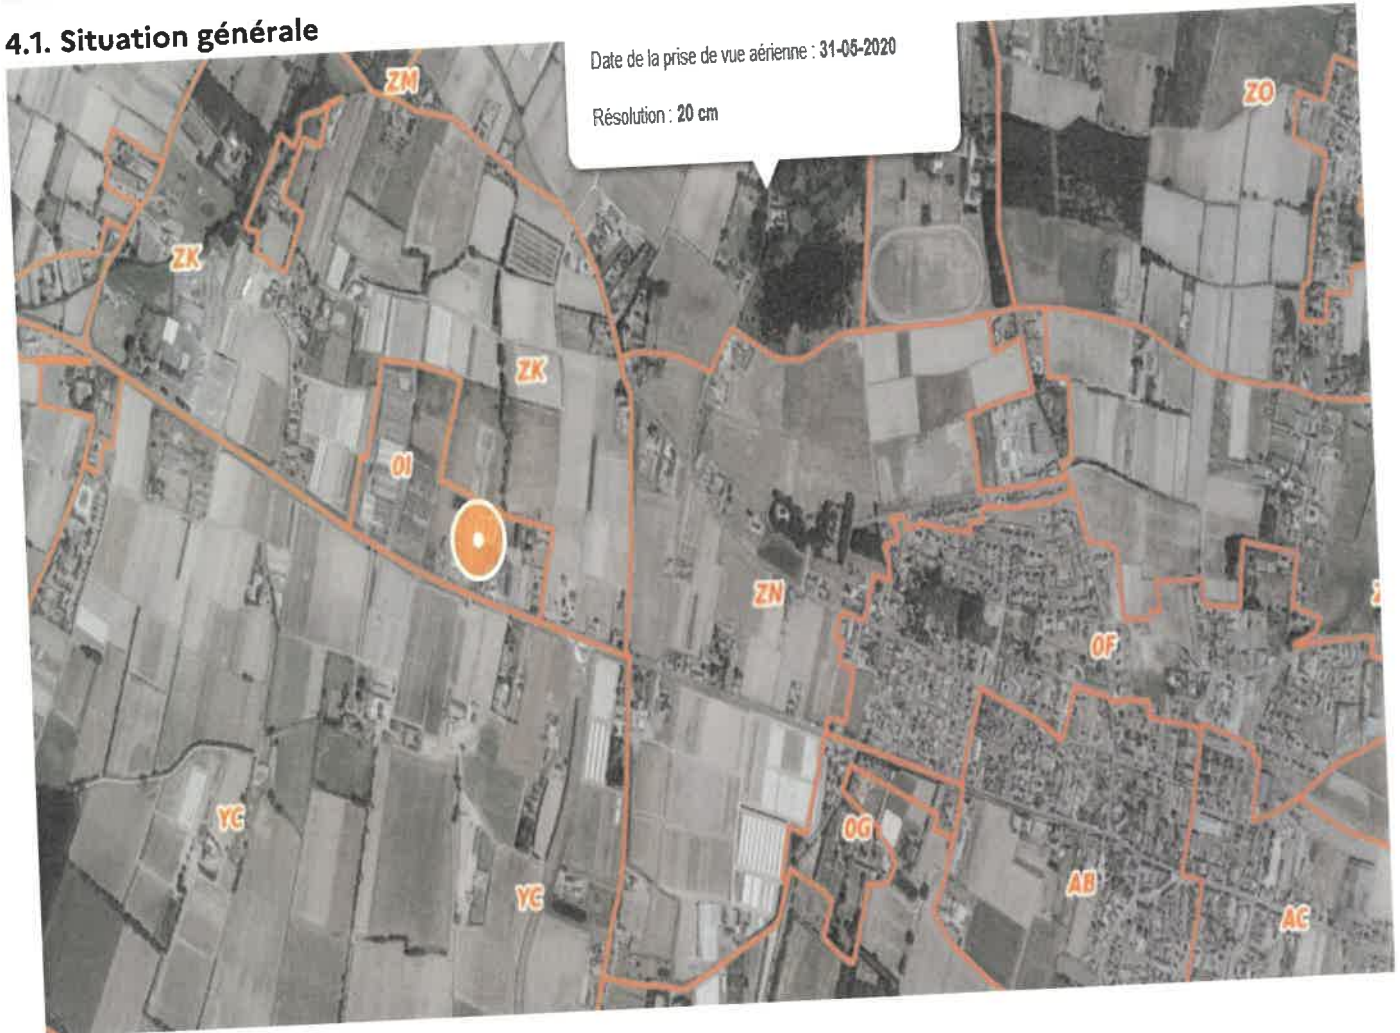 4.1. Situation générale
Date de la prise de vue aérienne : 31-05-2020
Résolution : 20 cm
ZM
ZO
ZK
ZK
OI
ZN
OF
YC
OG
YC
AB
AC